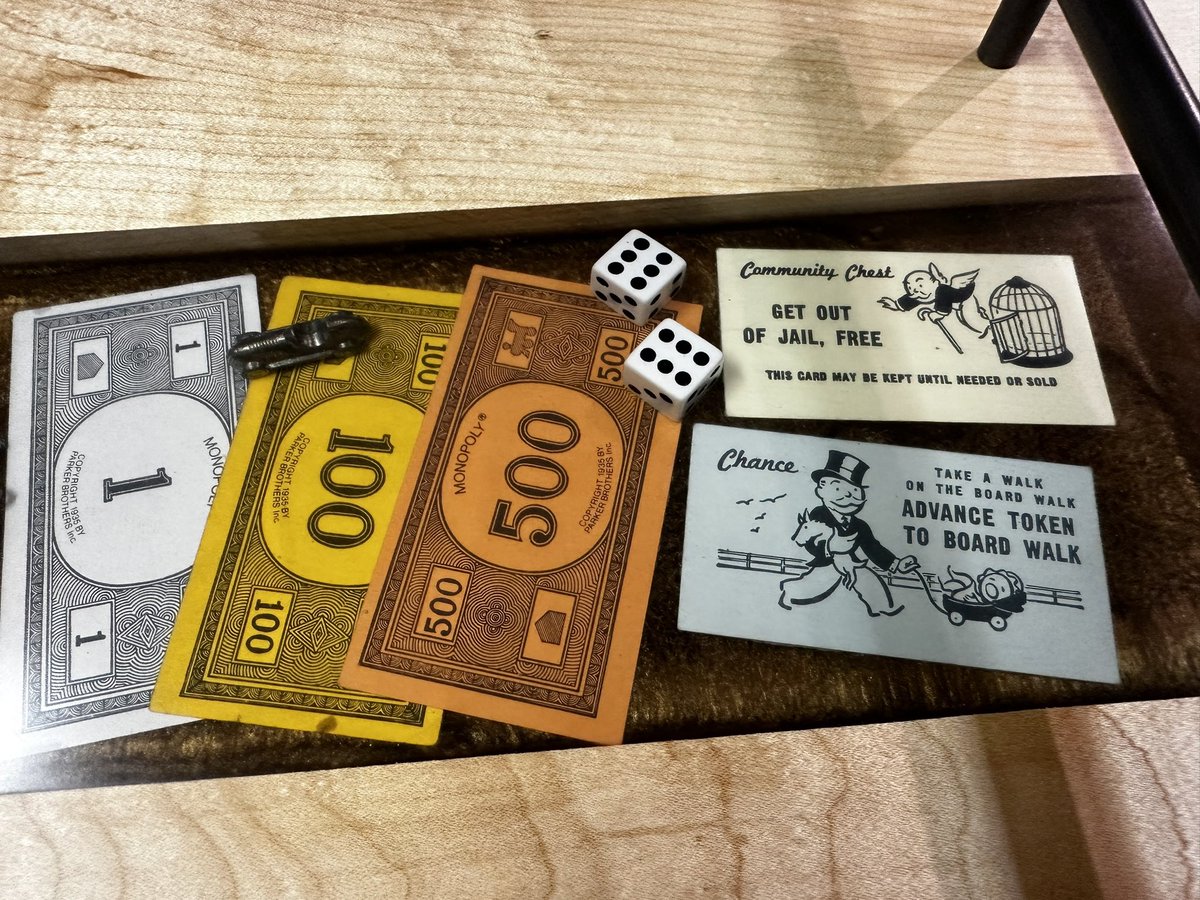 1
MONOPOLY
1
COPYRIGHT 1935 BY
PARKER BROTHERS Inc
1
100
100
COPYRIGHT 1935 BY
PARKER BROTHERS Inc
100
500
MONOPOLY®
500
COPYRIGHT 1935 BY
PARKER BROTHERS Inc
500
Community Chest
GET OUT
OF JAIL, FREE
THIS CARD MAY BE KEPT UNTIL NEEDED OR SOLD
Chance
TAKE A WALK
ON THE BOARD WALK
ADVANCE TOKEN
TO BOARD WALK